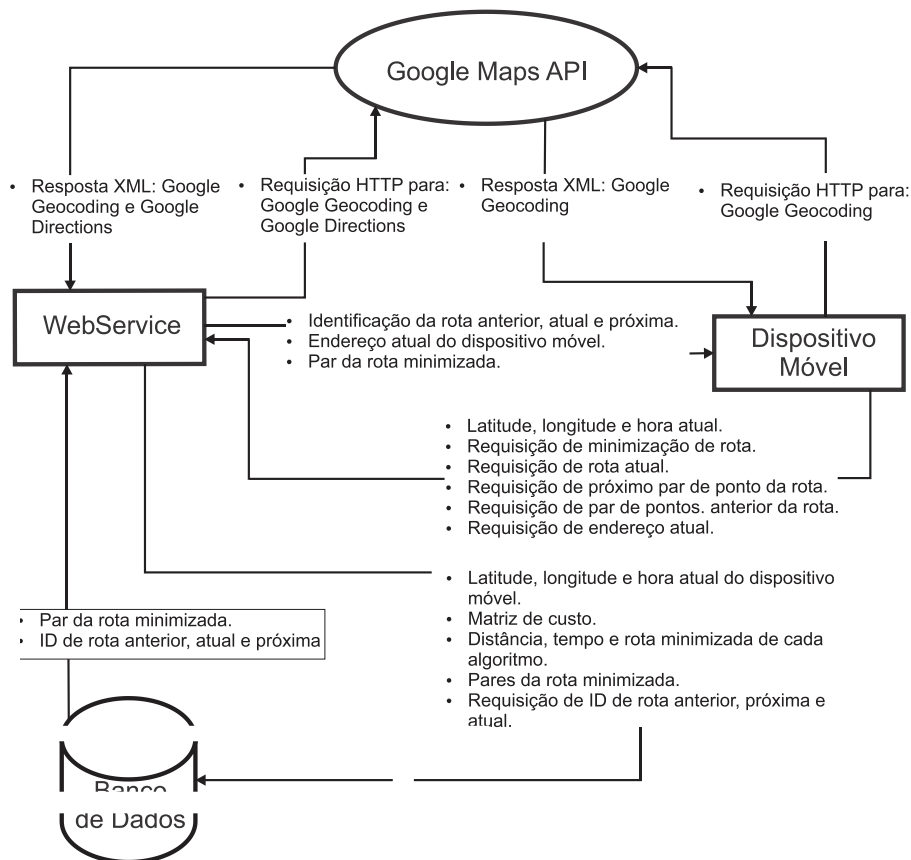 Google Maps API
• Resposta XML: Google
Geocoding e Google
Directions
• Requisição HTTP para:
Google Geocoding e
Google Directions
• Resposta XML: Google
Geocoding
• Requisição HTTP para:
Google Geocoding
WebService
• Identificação da rota anterior, atual e próxima.
• Endereço atual do dispositivo móvel.
• Par da rota minimizada.
Dispositivo
Móvel
• Latitude, longitude e hora atual.
• Requisição de minimização de rota.
• Requisição de rota atual.
• Requisição de próximo par de ponto da rota.
• Requisição de par de pontos. anterior da rota.
• Requisição de endereço atual.
• Latitude, longitude e hora atual do dispositivo
móvel.
• Matriz de custo.
• Distância, tempo e rota minimizada de cada
algoritmo.
• Pares da rota minimizada.
• Requisição de ID de rota anterior, próxima e
atual.
• Par da rota minimizada.
• ID de rota anterior, atual e próxima
Banco
de Dados